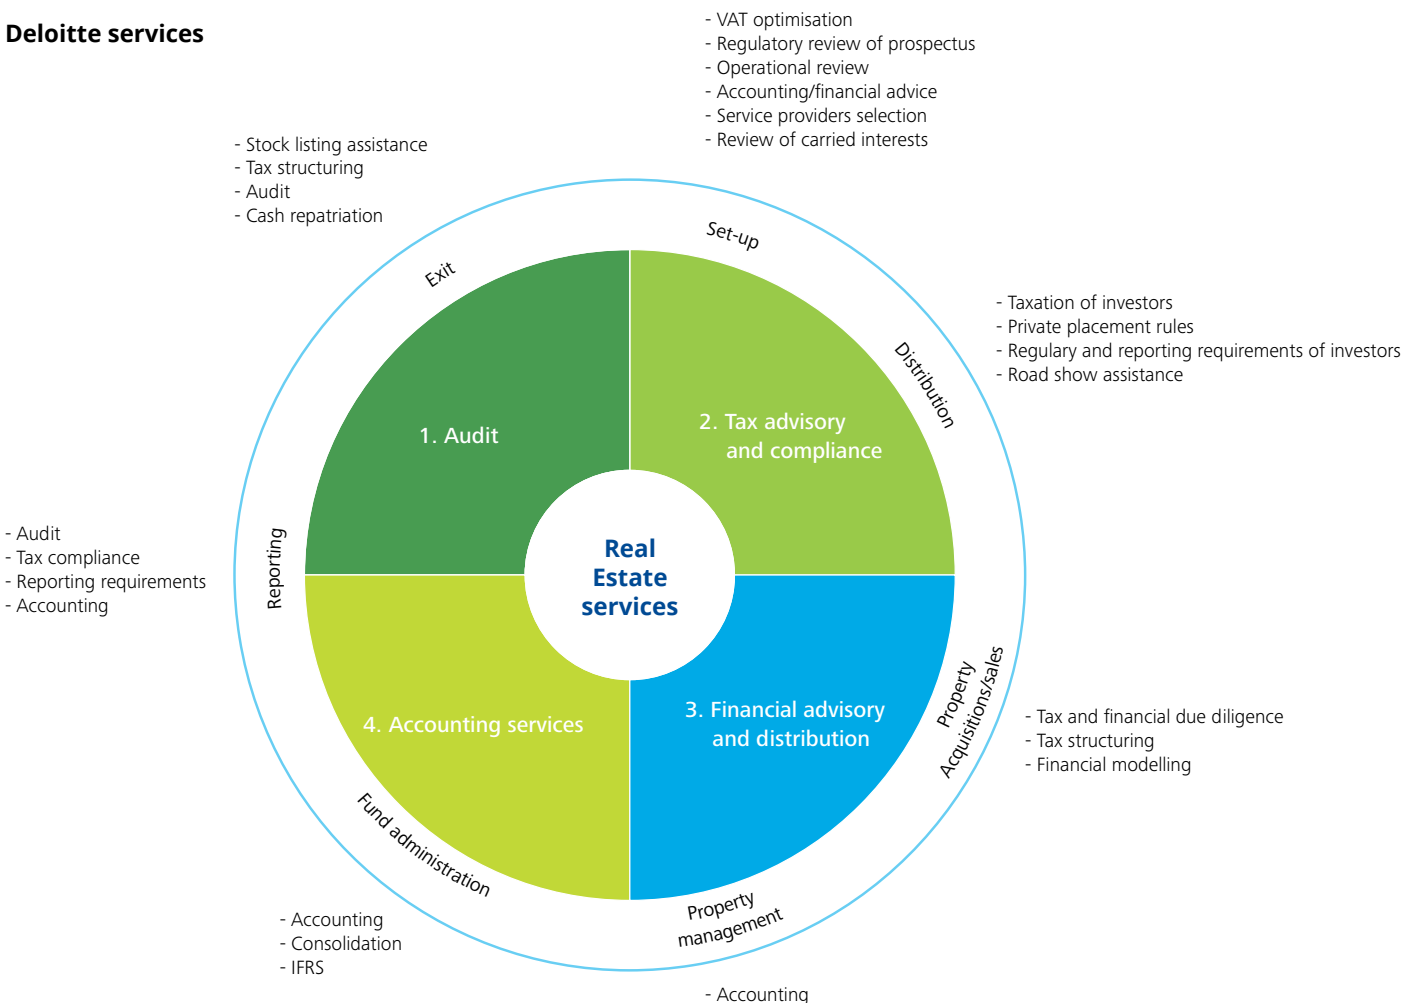 Deloitte services
- VAT optimisation
- Regulatory review of prospectus
- Operational review
- Accounting/financial advice
- Service providers selection
- Review of carried interests
- Stock listing assistance
- Tax structuring
- Audit
- Cash repatriation
Set-up
Exit
- Taxation of investors
- Private placement rules
- Regulary and reporting requirements of investors
- Road show assistance
Distribution
1. Audit
2. Tax advisory
and compliance
- Audit
- Tax compliance
- Reporting requirements
- Accounting
Reporting
Real
Estate
services
Property
Acquisitions/sales
- Tax and financial due diligence
- Tax structuring
- Financial modelling
4. Accounting services
3. Financial advisory
and distribution
Fund administration
Property
management
- Accounting
- Consolidation
- IFRS
- Accounting